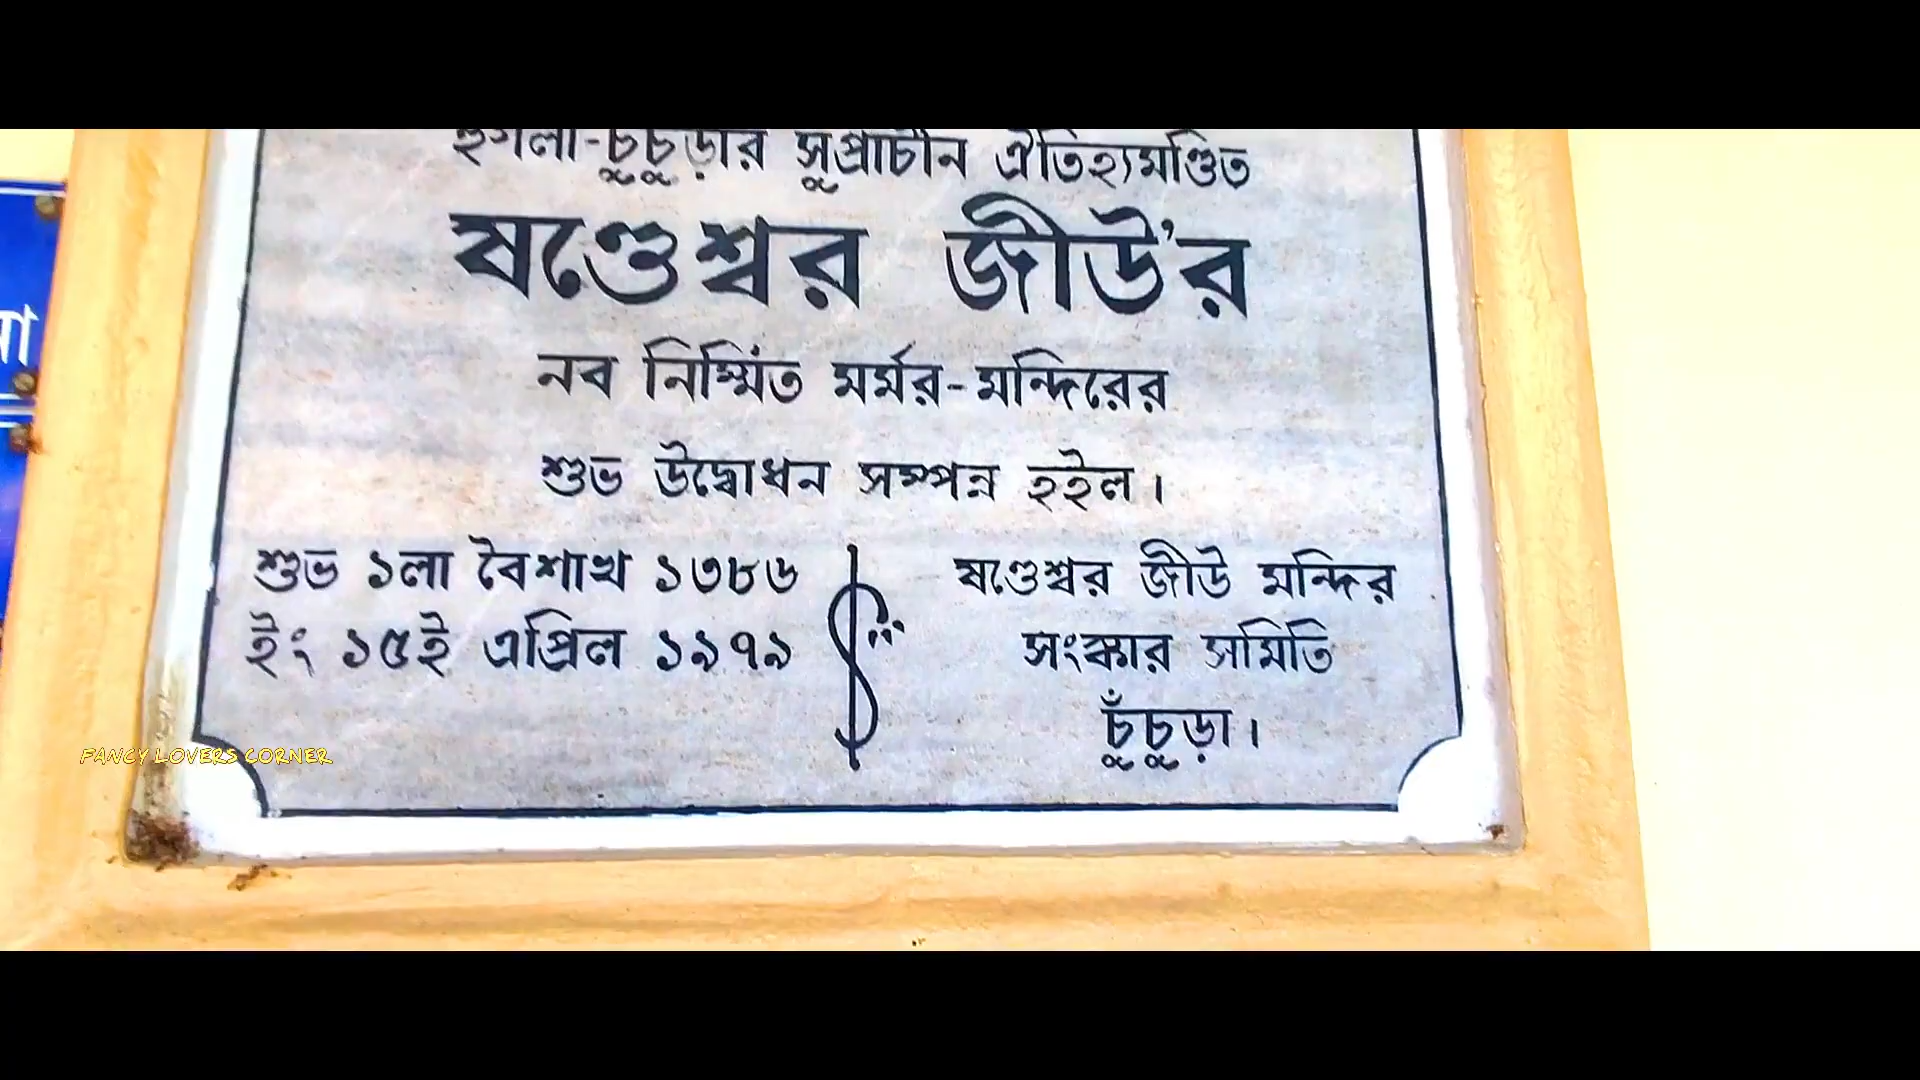 হুগলী-চুঁচুড়ার সুপ্রাচীন ঐতিহ্যমণ্ডিত
ষণ্ডেশ্বর জীউ'র
নব নির্ম্মিত মর্মর-মন্দিরের
শুভ উদ্বোধন সম্পন্ন হইল।
শুভ ১লা বৈশাখ ১৩৮৬
ইং ১৫ই এপ্রিল ১৯৭৯
ষণ্ডেশ্বর জীউ মন্দির
সংস্কার সমিতি
চুঁচুড়া।
FANCY LOVERS CORNER